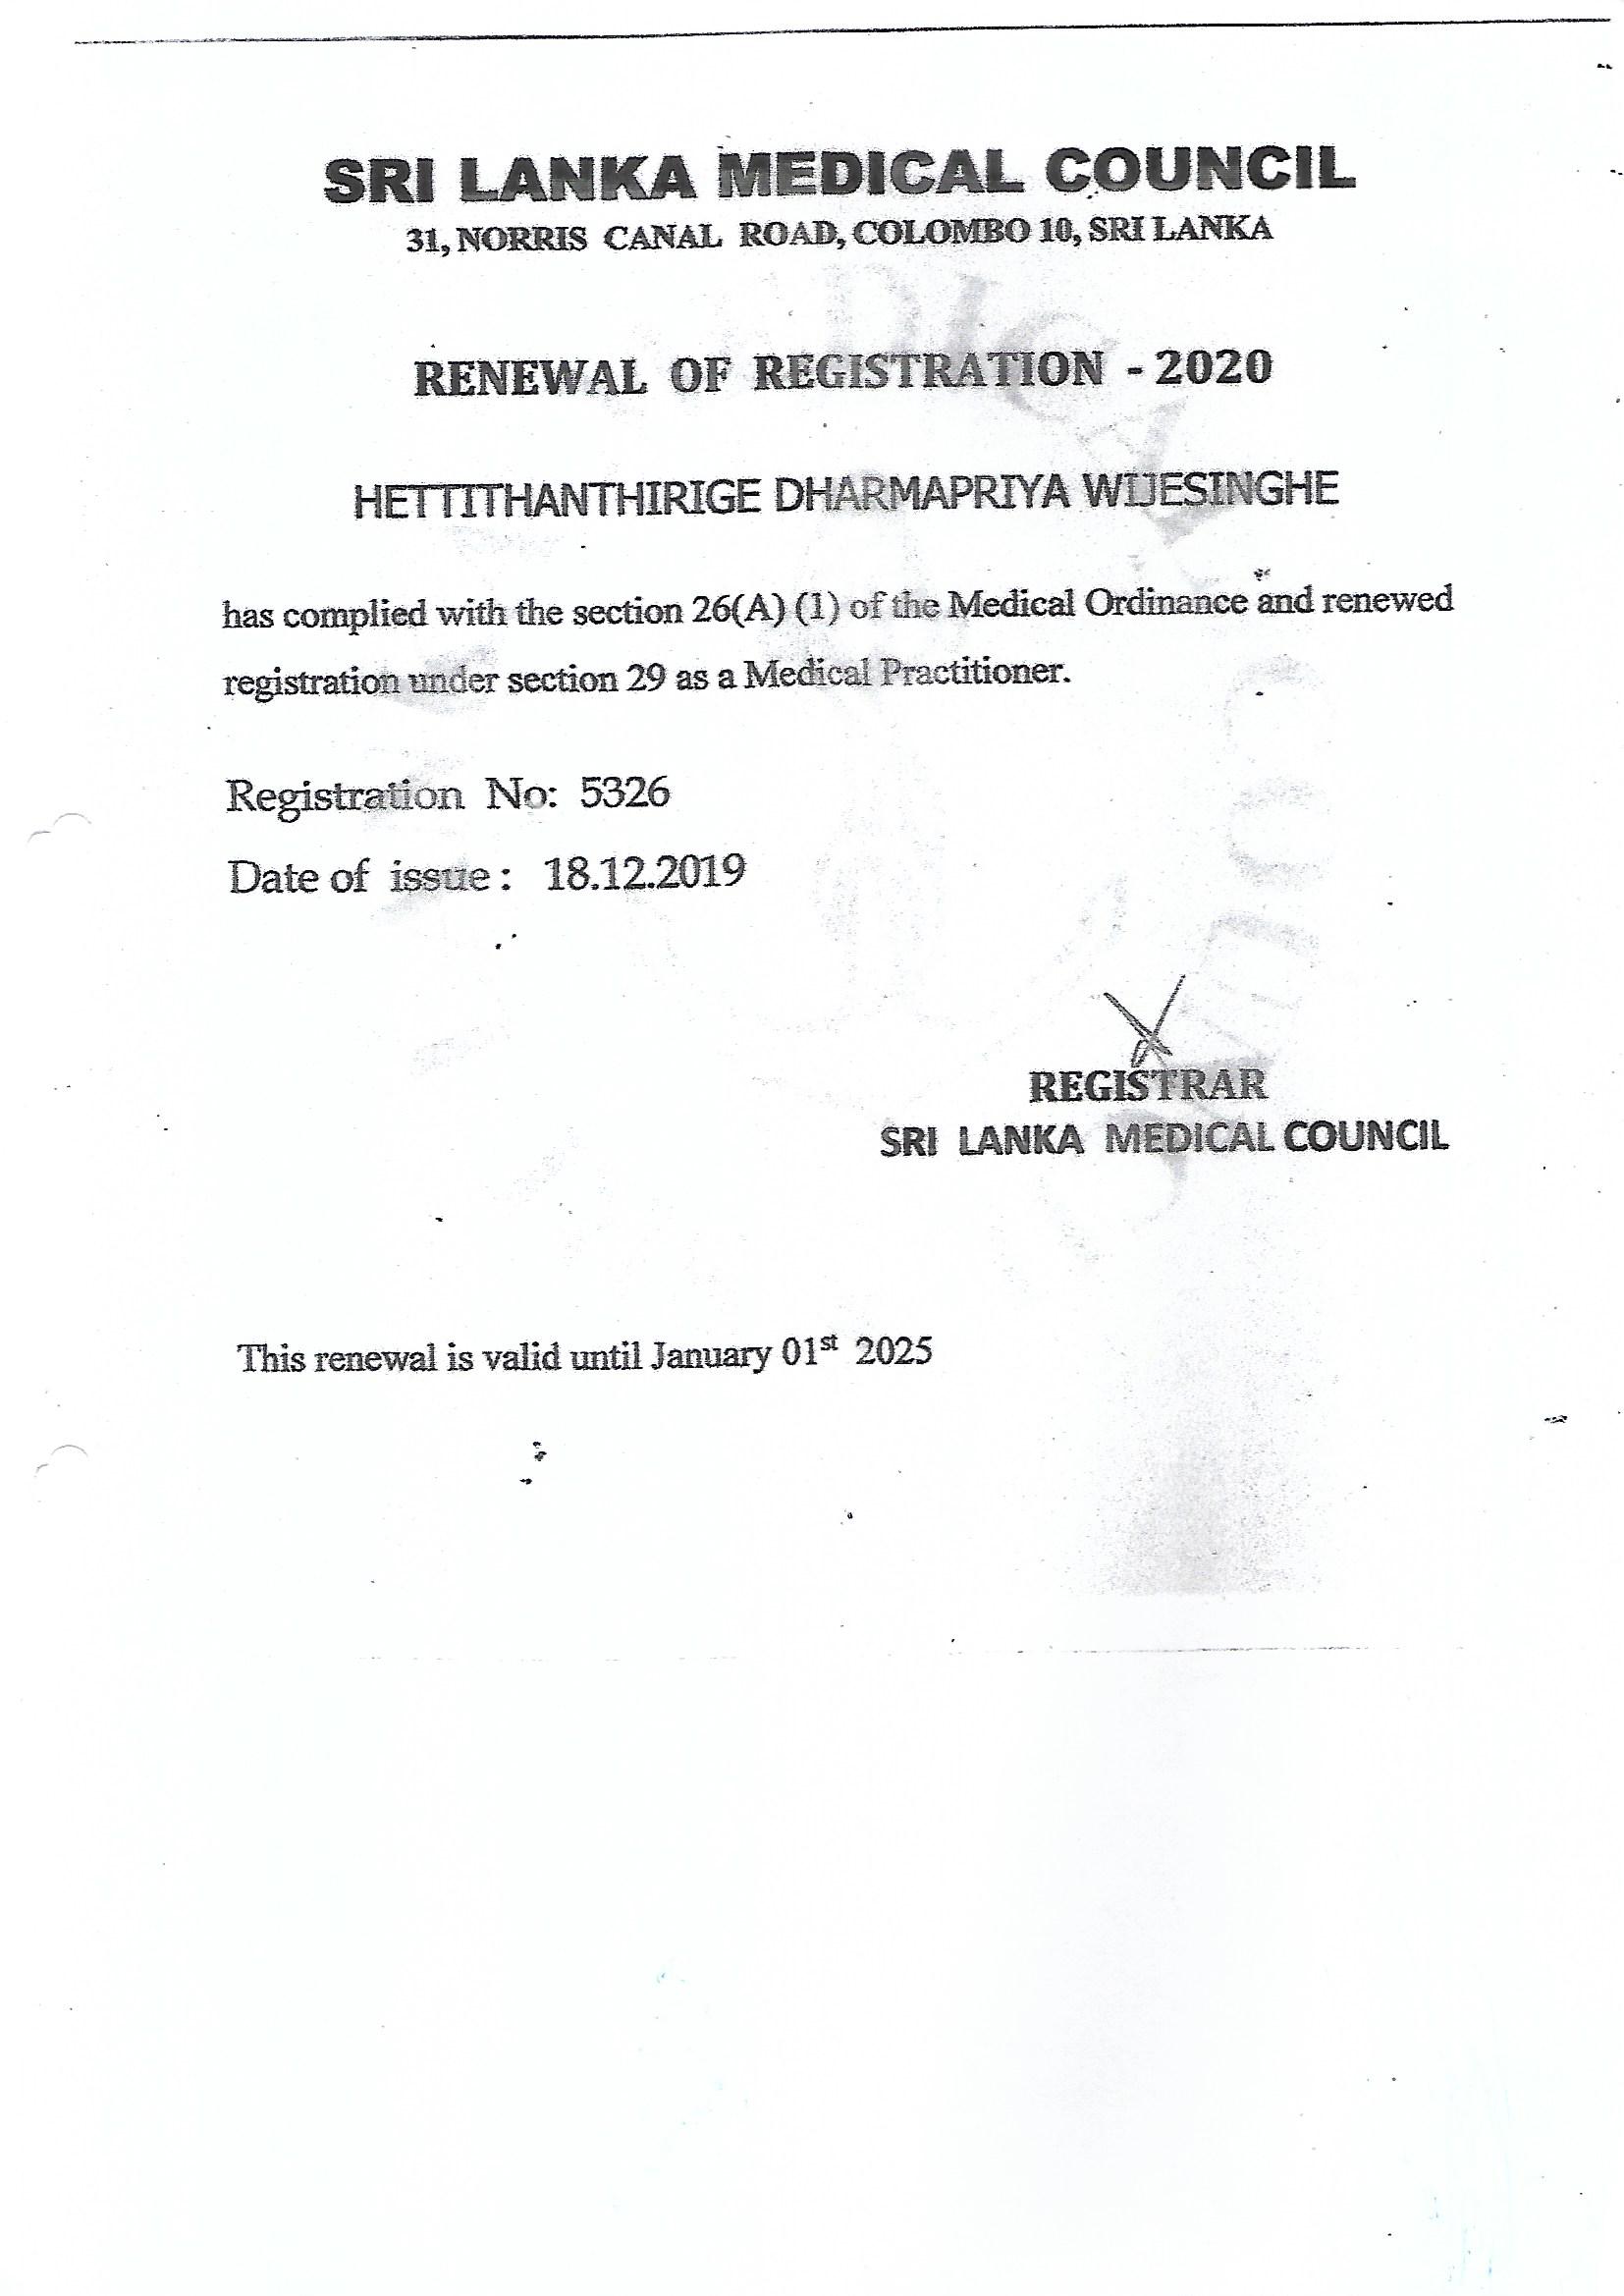 SRI LANKA MEDICAL COUNCIL
31, NORRIS CANAL ROAD, COLOMBO 10, SRI LANKA
RENEWAL OF REGISTRATION - 2020
HETTITHANTHIRIGE DHARMAPRIYA WIJESINGHE
has complied with the section 26(A) (1) of the Medical Ordinance and renewed
registration under section 29 as a Medical Practitioner.
Registration No: 5326
Date of issue : 18.12.2019
REGISTRAR
SRI LANKA MEDICAL COUNCIL
This renewal is valid until January 01st 2025